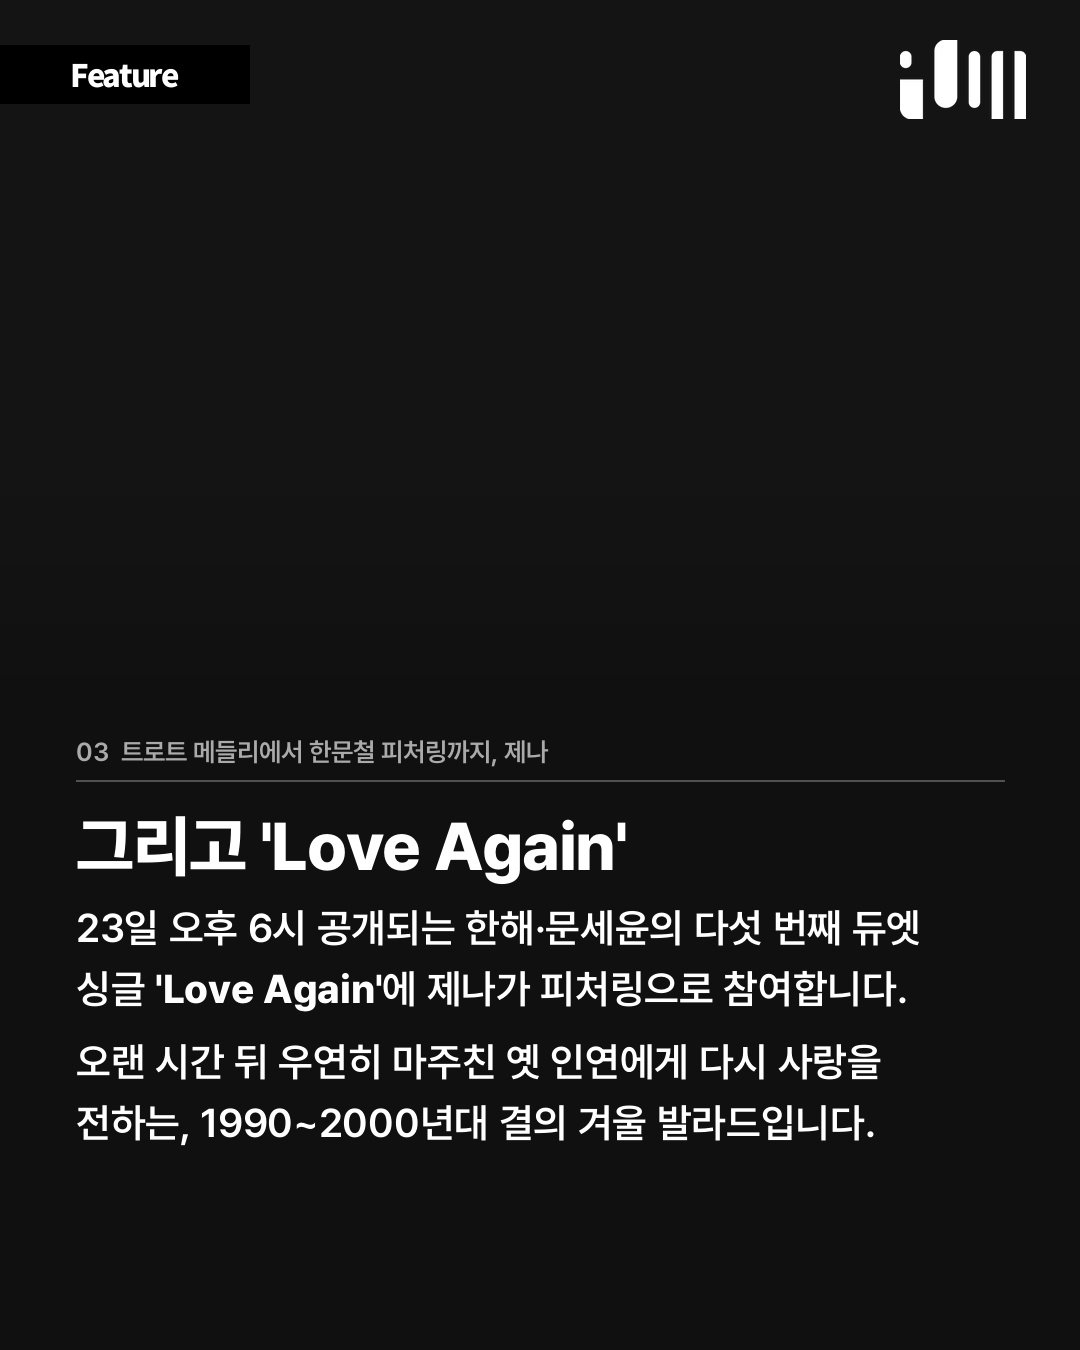 Feature
03 트로트 메들리에서 한문철 피처링까지, 제나
그리고 'Love Again'
23일 오후 6시 공개되는 한해·문세윤의 다섯 번째 듀엣
싱글 'Love Again'에 제나가 피처링으로 참여합니다.
오랜 시간 뒤 우연히 마주친 옛 인연에게 다시 사랑을
전하는, 1990~2000년대 결의 겨울 발라드입니다.